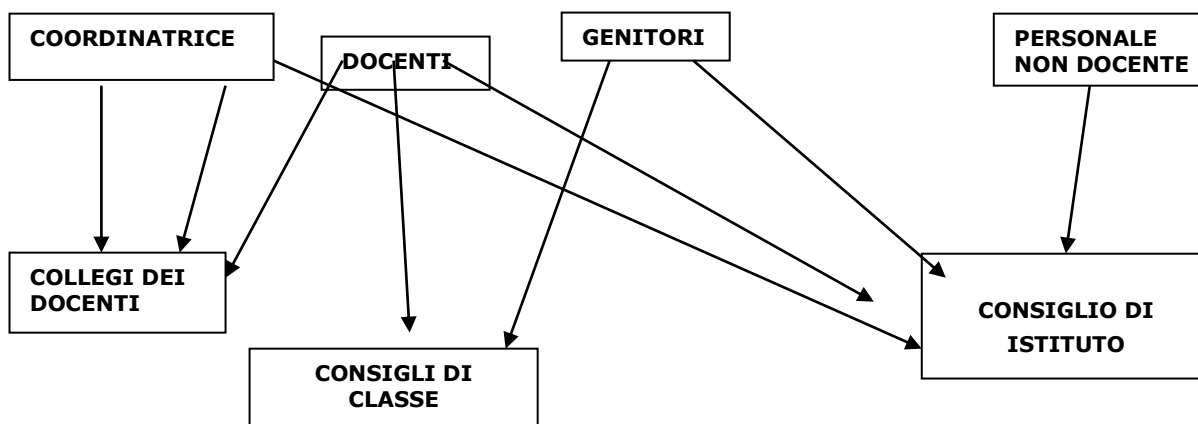 COORDINATRICE
DOCENTI
GENITORI
PERSONALE
NON DOCENTE
COLLEGI DEI
DOCENTI
CONSIGLI DI
CLASSE
CONSIGLIO DI
ISTITUTO